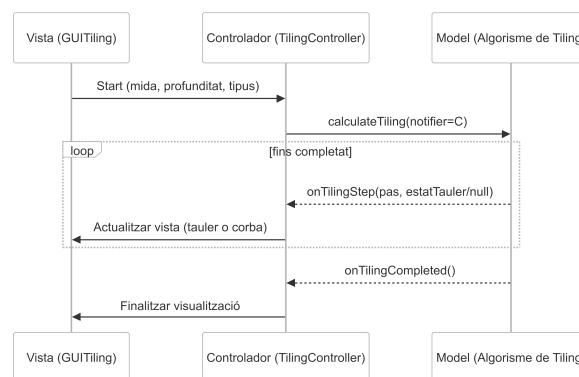 Vista (GUITiling)
Controlador (TilingController)
Model (Algorisme de Tiling
Start (mida, profunditat, tipus)
calculateTiling(notifier=C)
loop
[fins completat]
onTilingStep(pas, estatTauler/null)
Actualitzar vista (tauler o corba)
onTilingCompleted()
Finalitzar visualització
Vista (GUITiling)
Controlador (TilingController)
Model (Algorisme de Tiling